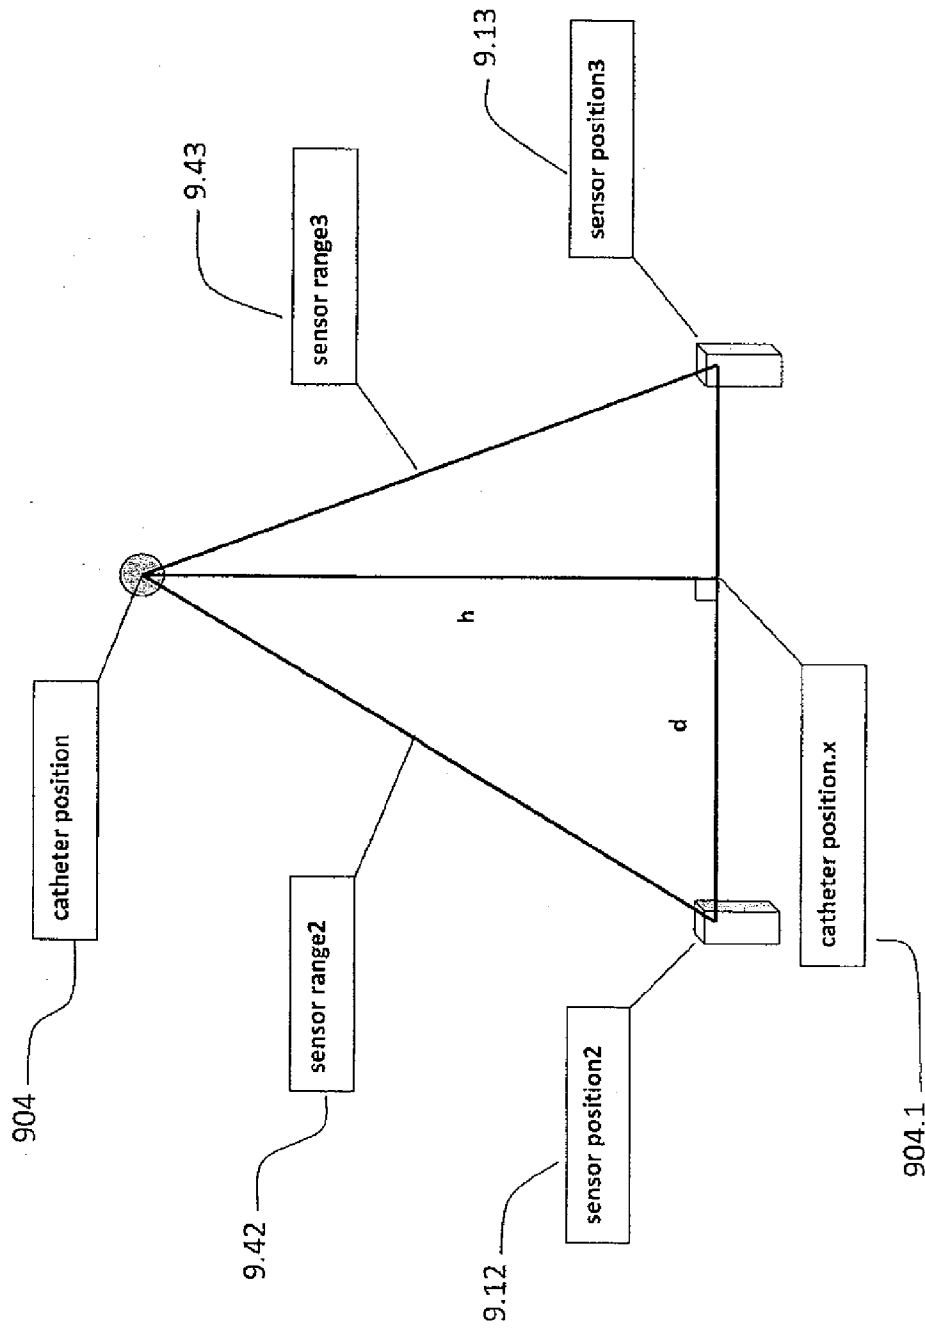 904
catheter position
9.42
sensor range2
9.43
sensor range3
h
d
9.12
sensor position2
9.13
sensor position3
904.1
catheter position.x